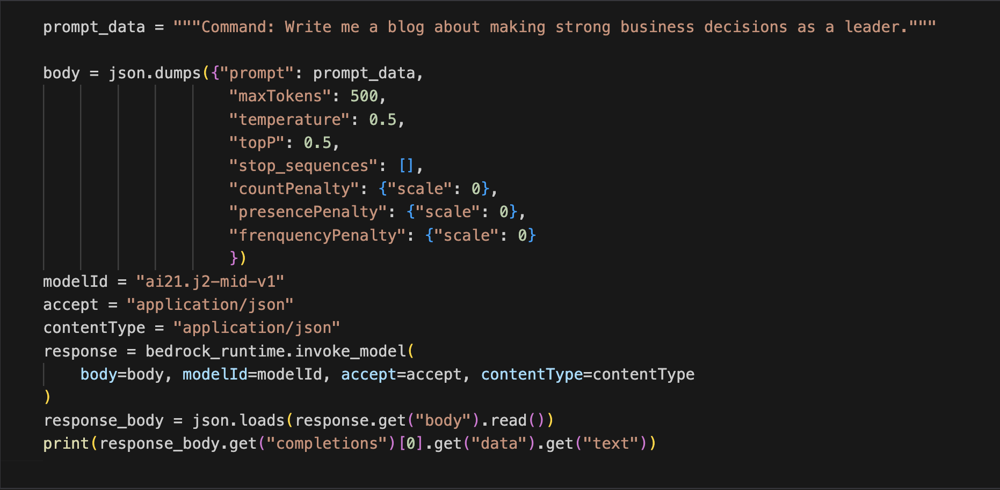 prompt_data = """Command: Write me a blog about making strong business decisions as a leader."""
body = json.dumps({"prompt": prompt_data,
"maxTokens": 500,
"temperature": 0.5,
"topP": 0.5,
"stop_sequences": [],
"countPenalty": {"scale": 0},
"presencePenalty": {"scale": 0},
"frenquencyPenalty": {"scale": 0}
})
modelId = "ai21.j2-mid-v1"
accept = "application/json"
contentType = "application/json"
response = bedrock_runtime.invoke_model(
body=body, modelId=modelId, accept=accept, contentType=contentType
)
response_body = json.loads(response.get("body").read())
print(response_body.get("completions")[0].get("data").get("text"))